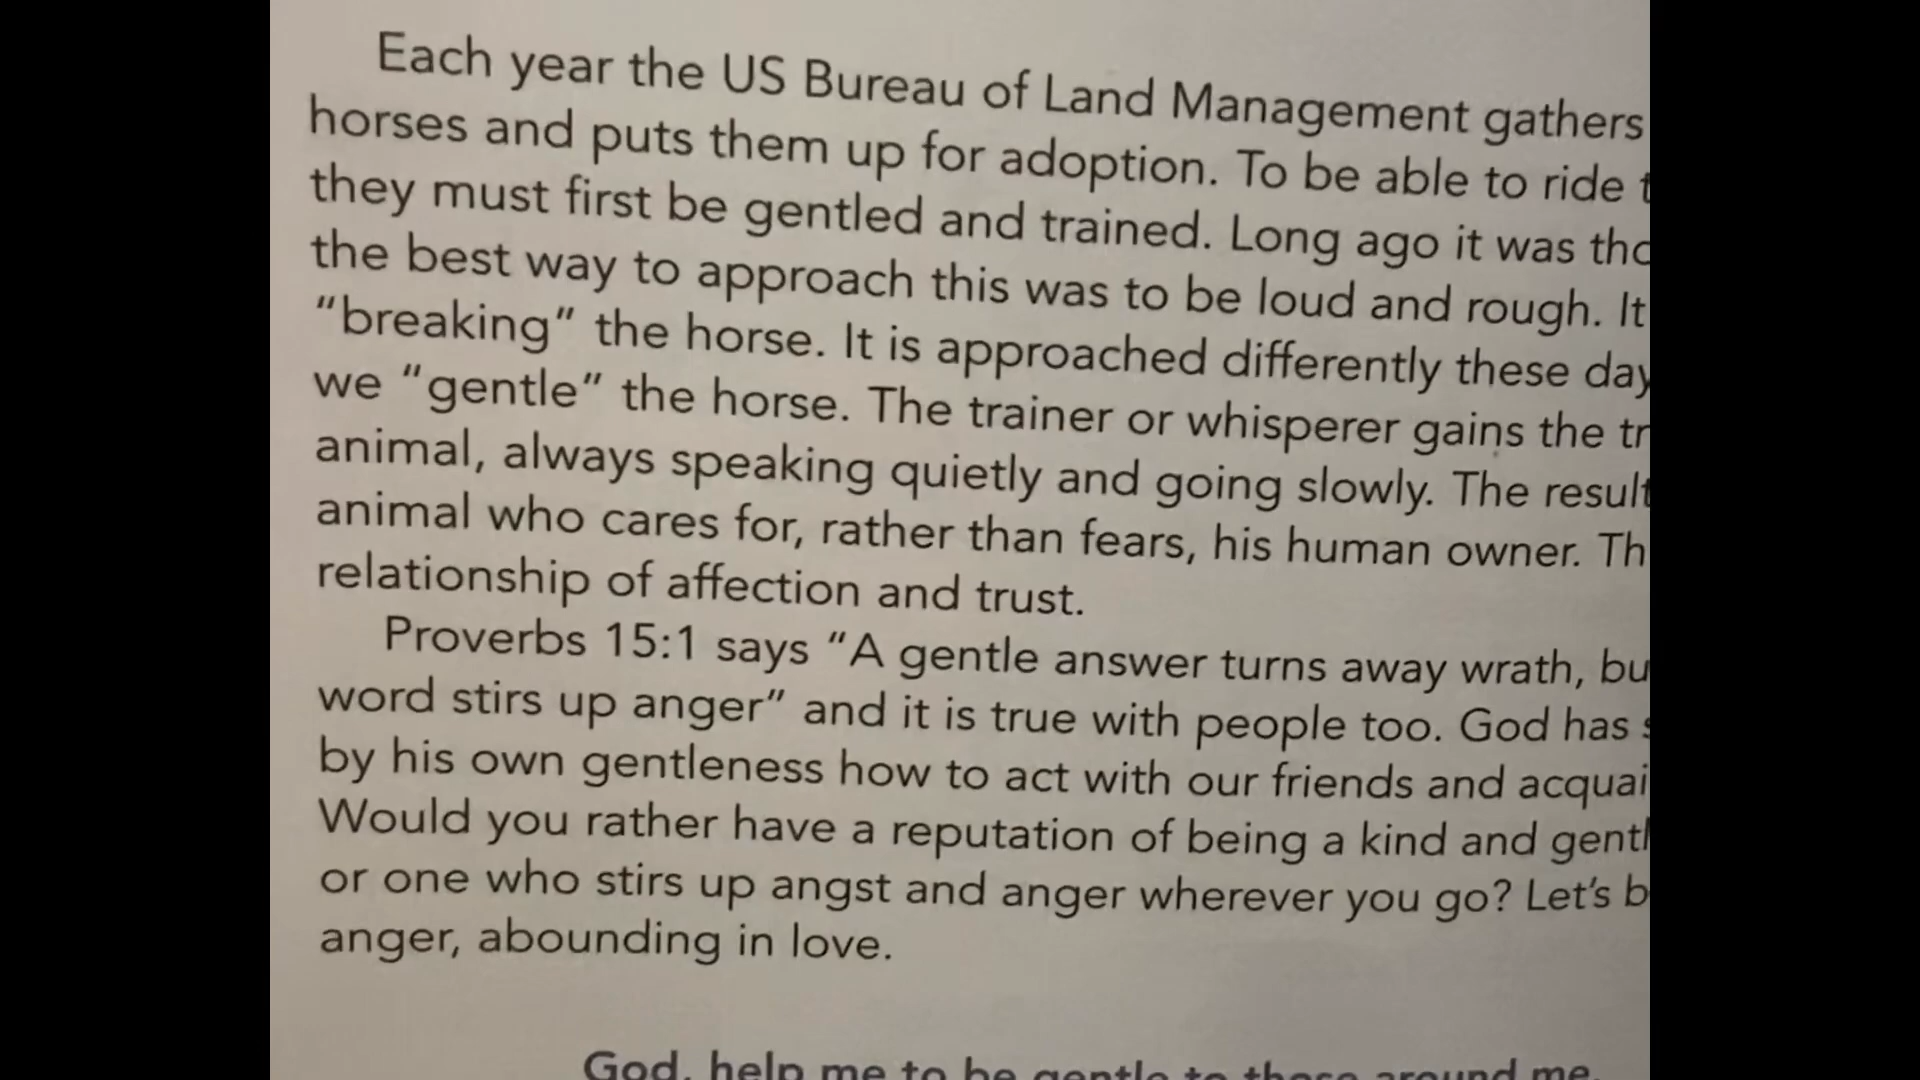 Each year the US Bureau of Land Management gathers
horses and puts them up for adoption. To be able to ride
they must first be gentled and trained. Long ago it was
the best way to approach this was to be loud and rough. It
“breaking” the horse. It is approached differently these
we “gentle” the horse. The trainer or whisperer gains the
animal, always speaking quietly and going slowly. The result
animal who cares for, rather than fears, his human owner.
relationship of affection and trust.
Proverbs 15:1 says “A gentle answer turns away wrath,
word stirs up anger” and it is true with people too. God has
by his own gentleness how to act with our friends and
Would you rather have a reputation of being a kind and
or one who stirs up angst and anger wherever you go? Let’s
anger, abounding in love.
God, help me to be gentle to those around me.